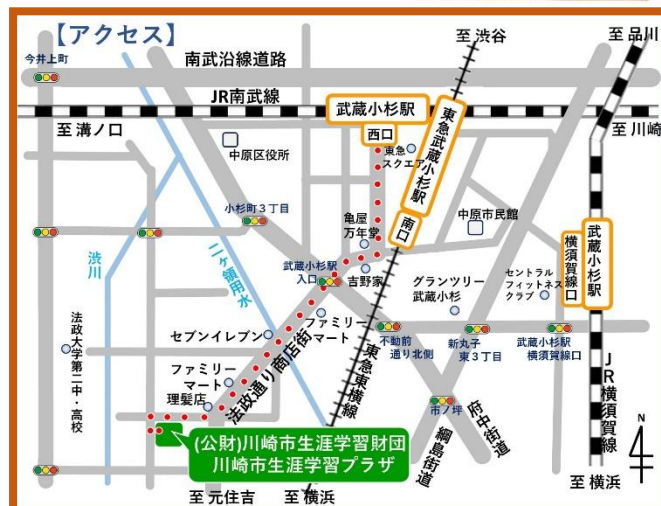 【アクセス】
至 渋谷
至 品川
今井上町
南武沿線道路
JR南武線
武蔵小杉駅
西口
至 溝ノ口
至 川崎
東急武蔵小杉駅
南口
中原区役所
東急
スクエア
小杉町３丁目
亀屋
万年堂
中原市民館
武蔵小杉駅
横須賀線口
渋川
二ヶ領用水
武蔵小杉駅
入口
吉野家
グランツリー
武蔵小杉
セントラル
フィットネス
クラブ
法政大学第二中・高校
セブンイレブン
ファミリー
マート
不動前
通り北側
新丸子
東３丁目
武蔵小杉駅
横須賀線口
ファミリー
マート
理髪店
法政通り商店街
東急東横線
市ノ坪
府中街道
綱島街道
JR横須賀線
(公財)川崎市生涯学習財団
川崎市生涯学習プラザ
4
至 元住吉
至 横浜
至 横浜